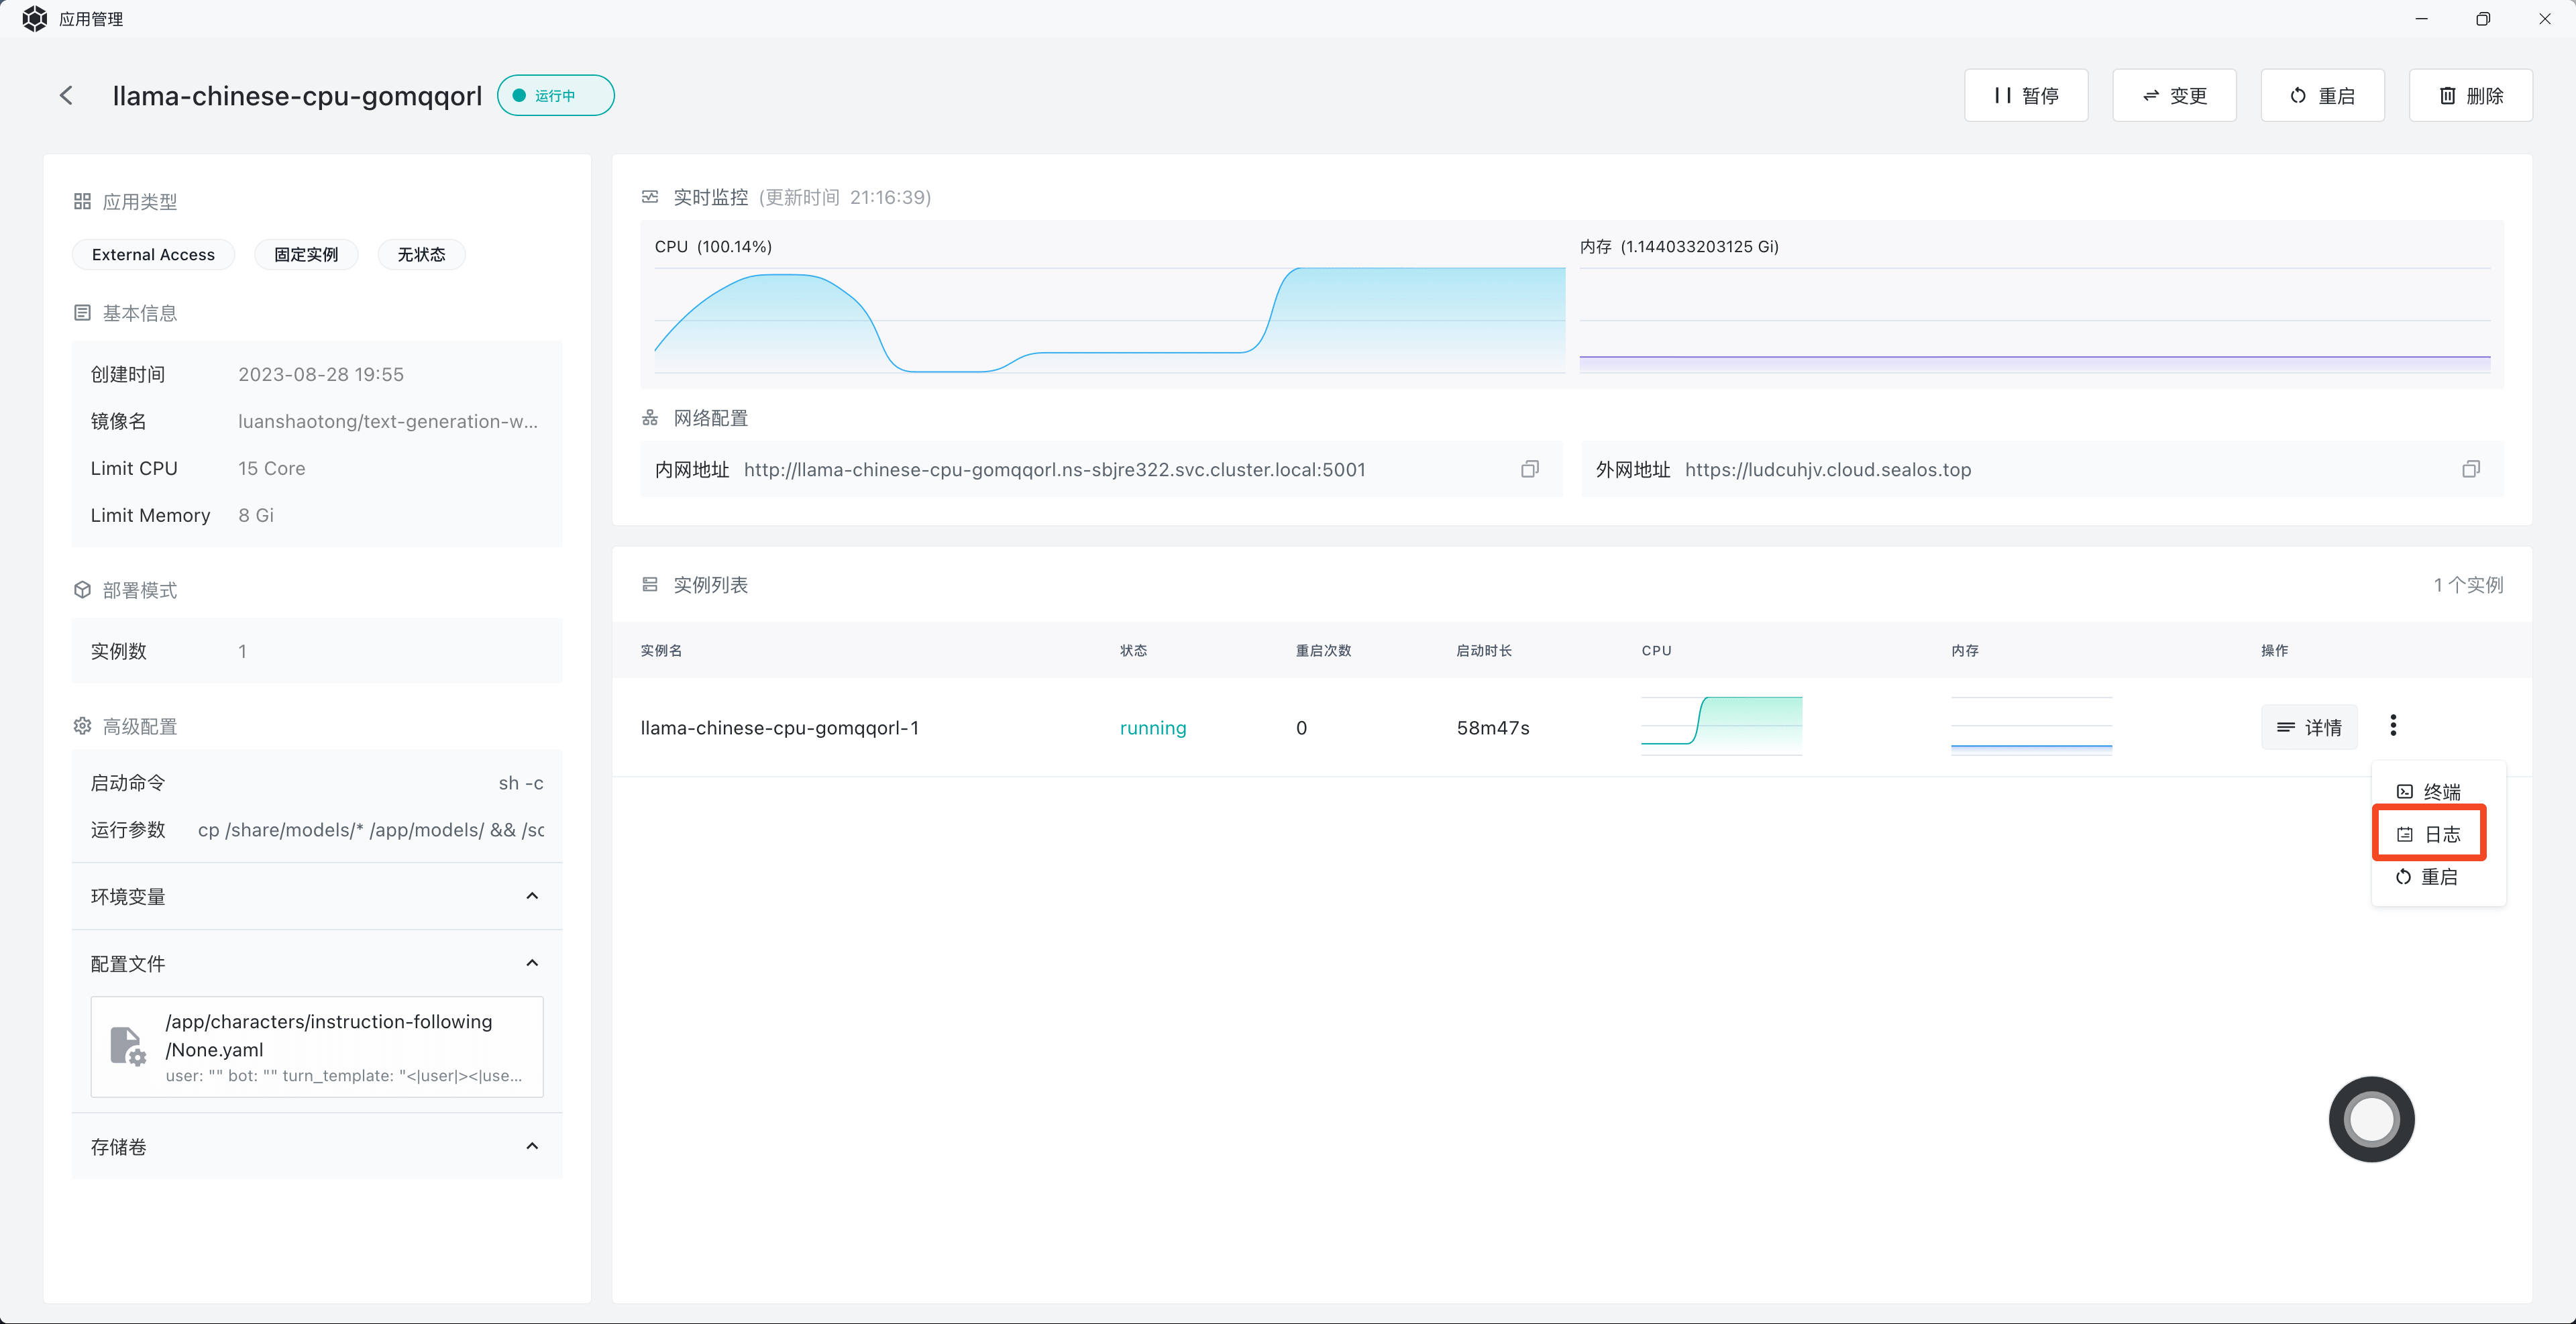 应用管理
llama-chinese-cpu-gomqqorl
运行中
暂停
变更
重启
删除
应用类型
External Access
固定实例
无状态
基本信息
创建时间 2023-08-28 19:55
镜像名 luanshaotong/text-generation-w...
Limit CPU 15 Core
Limit Memory 8 Gi
部署模式
实例数 1
高级配置
启动命令 sh -c
运行参数 cp /share/models/* /app/models/ && /sc
环境变量
配置文件
/app/characters/instruction-following
/None.yaml
user: "" bot: "" turn_template: "<|user|><|use...
存储卷
实时监控 (更新时间 21:16:39)
CPU (100.14%)
内存 (1.144033203125 Gi)
网络配置
内网地址 http://llama-chinese-cpu-gomqqorl.ns-sbjre322.svc.cluster.local:5001
外网地址 https://ludcuhjv.cloud.sealos.top
实例列表
1 个实例
实例名 状态 重启次数 启动时长 CPU 内存 操作
llama-chinese-cpu-gomqqorl-1 running 0 58m47s 详情
终端
日志
重启